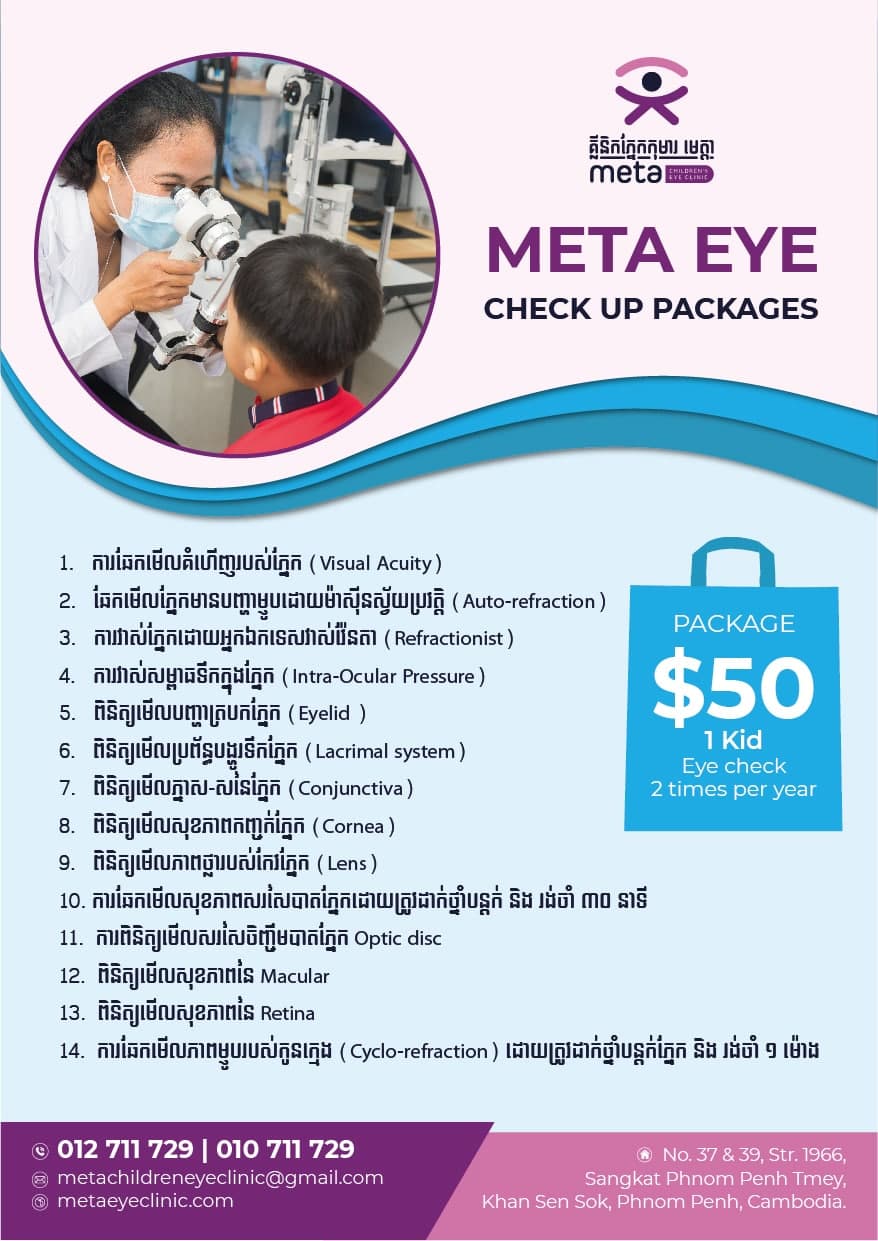 គ្លីនិកភ្នែកកុមារ មេត្តា
meta CHILDREN'S EYE CLINIC
META EYE
CHECK UP PACKAGES
1. ការឆែកមើលគំហើញរបស់ភ្នែក ( Visual Acuity )
2. ឆែកមើលភ្នែកមានបញ្ហាម្ញូបដោយម៉ាស៊ីនស្វ័យប្រវត្តិ ( Auto-refraction )
3. ការវាស់ភ្នែកដោយអ្នកឯកទេសវាស់វ៉ែនតា ( Refractionist )
4. ការវាស់សម្ពាធទឹកក្នុងភ្នែក ( Intra-Ocular Pressure )
5. ពិនិត្យមើលបញ្ហាត្របកភ្នែក ( Eyelid )
6. ពិនិត្យមើលប្រព័ន្ធបង្ហូរទឹកភ្នែក ( Lacrimal system )
7. ពិនិត្យមើលភ្នាស-សនៃភ្នែក ( Conjunctiva )
8. ពិនិត្យមើលសុខភាពកញ្ចក់ភ្នែក ( Cornea )
9. ពិនិត្យមើលភាពថ្លារបស់កែវភ្នែក ( Lens )
10. ការឆែកមើលសុខភាពសរសៃបាតភ្នែកដោយត្រូវដាក់ថ្នាំបន្តក់ និង រង់ចាំ ៣០ នាទី
11. ការពិនិត្យមើលសរសៃចិញ្ចឹមបាតភ្នែក Optic disc
12. ពិនិត្យមើលសុខភាពនៃ Macular
13. ពិនិត្យមើលសុខភាពនៃ Retina
14. ការឆែកមើលភាពម្ញូបរបស់កូនក្មេង ( Cyclo-refraction ) ដោយត្រូវដាក់ថ្នាំបន្តក់ភ្នែក និង រង់ចាំ ១ ម៉ោង
PACKAGE
$50
1 Kid
Eye check
2 times per year
012 711 729 | 010 711 729
metachildreneyeclinic@gmail.com
metaeyeclinic.com
No. 37 & 39, Str. 1966,
Sangkat Phnom Penh Tmey,
Khan Sen Sok, Phnom Penh, Cambodia.